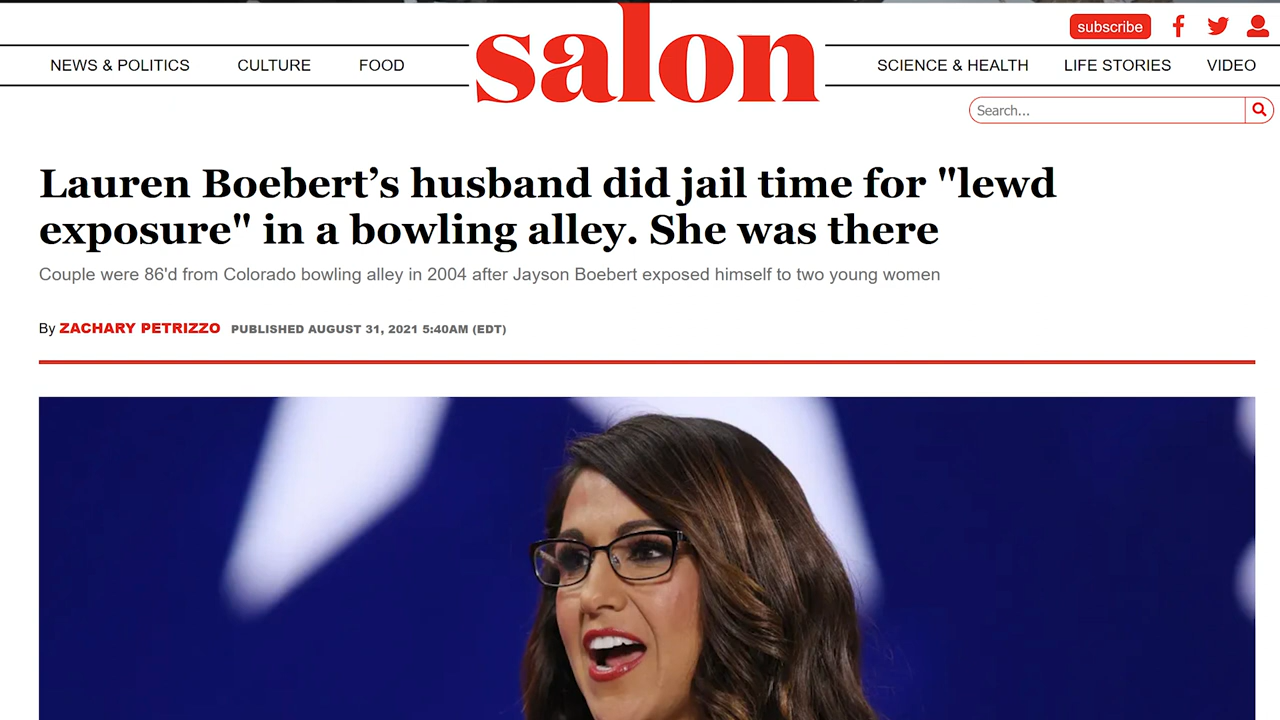 subscribe
NEWS & POLITICS CULTURE FOOD salon SCIENCE & HEALTH LIFE STORIES VIDEO
Search...
Lauren Boebert’s husband did jail time for "lewd
exposure" in a bowling alley. She was there
Couple were 86'd from Colorado bowling alley in 2004 after Jayson Boebert exposed himself to two young women
By ZACHARY PETRIZZO PUBLISHED AUGUST 31, 2021 5:40AM (EDT)